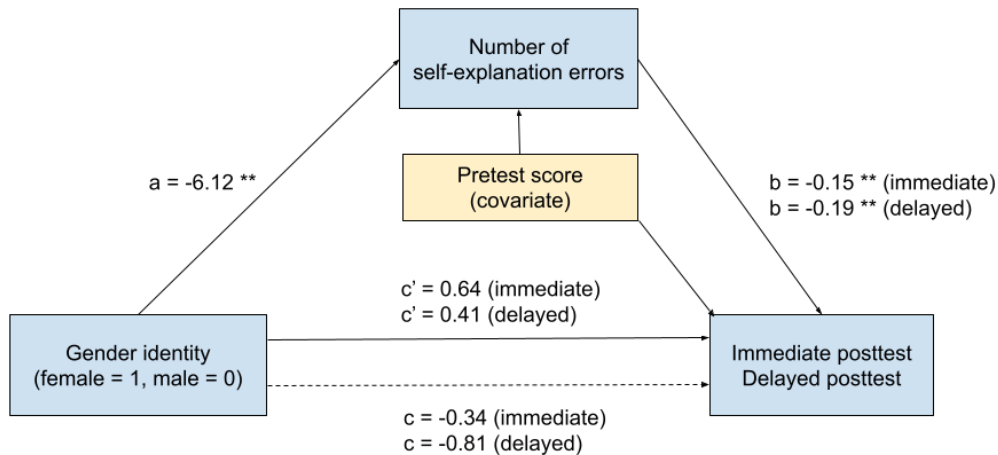 Number of
self-explanation errors
a = -6.12 **
Pretest score
(covariate)
b = -0.15 ** (immediate)
b = -0.19 ** (delayed)
c' = 0.64 (immediate)
c' = 0.41 (delayed)
Gender identity
(female = 1, male = 0)
Immediate posttest
Delayed posttest
c = -0.34 (immediate)
c = -0.81 (delayed)